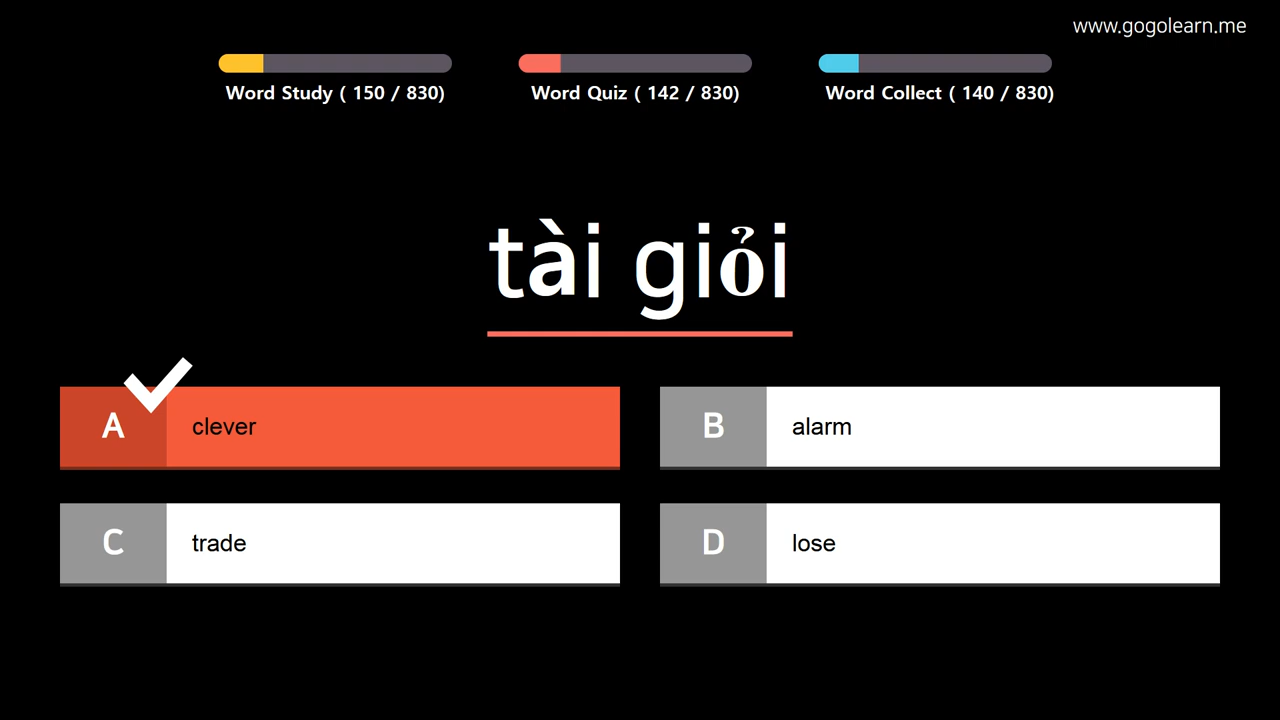 www.gogolearn.me
Word Study ( 150 / 830)
Word Quiz ( 142 / 830)
Word Collect ( 140 / 830)
tài giỏi
A clever
B alarm
C trade
D lose